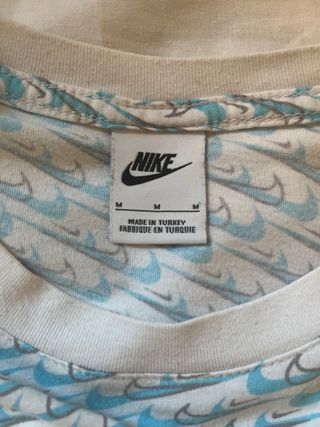 NIKE
M M M
MADE IN TURKEY
FABRIQUE EN TURQUIE